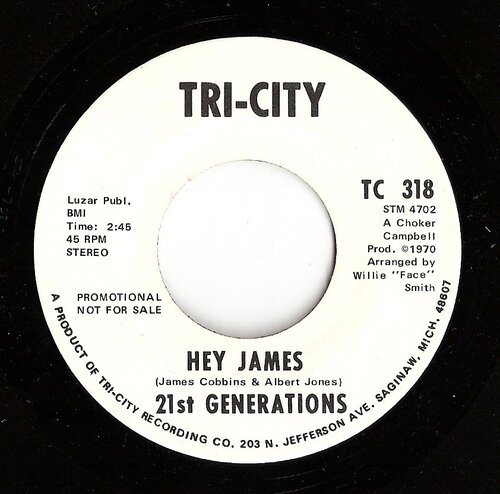 TRI-CITY
Luzar Publ.
BMI
Time: 2:45
45 RPM
STEREO
PROMOTIONAL
NOT FOR SALE
TC 318
STM 4702
A Choker
Campbell
Prod. ©1970
Arranged by
Willie "Face"
Smith
HEY JAMES
(James Cobbins & Albert Jones)
21st GENERATIONS
A PRODUCT OF TRI-CITY RECORDING CO. 203 N. JEFFERSON AVE. SAGINAW, MICH. 48607